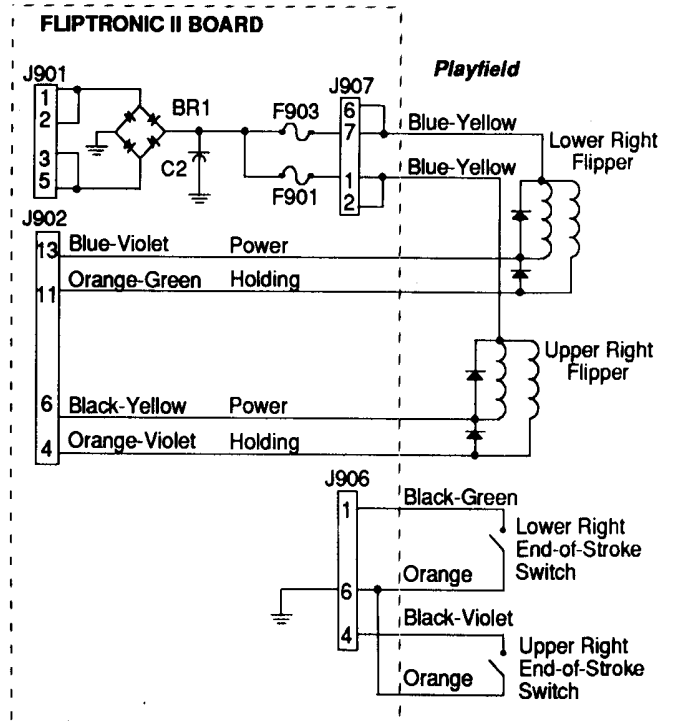 FLIPTRONIC II BOARD
J901
1
2
3
5
BR1
C2
F903
F901
J907
6
7
1
2
Playfield
Blue-Yellow
Blue-Yellow
Lower Right
Flipper
J902
13
Blue-Violet Power
11
Orange-Green Holding
Upper Right
Flipper
6
Black-Yellow Power
4
Orange-Violet Holding
J906
1
Black-Green
Lower Right
End-of-Stroke
Switch
6
Orange
4
Black-Violet
Upper Right
End-of-Stroke
Switch
Orange